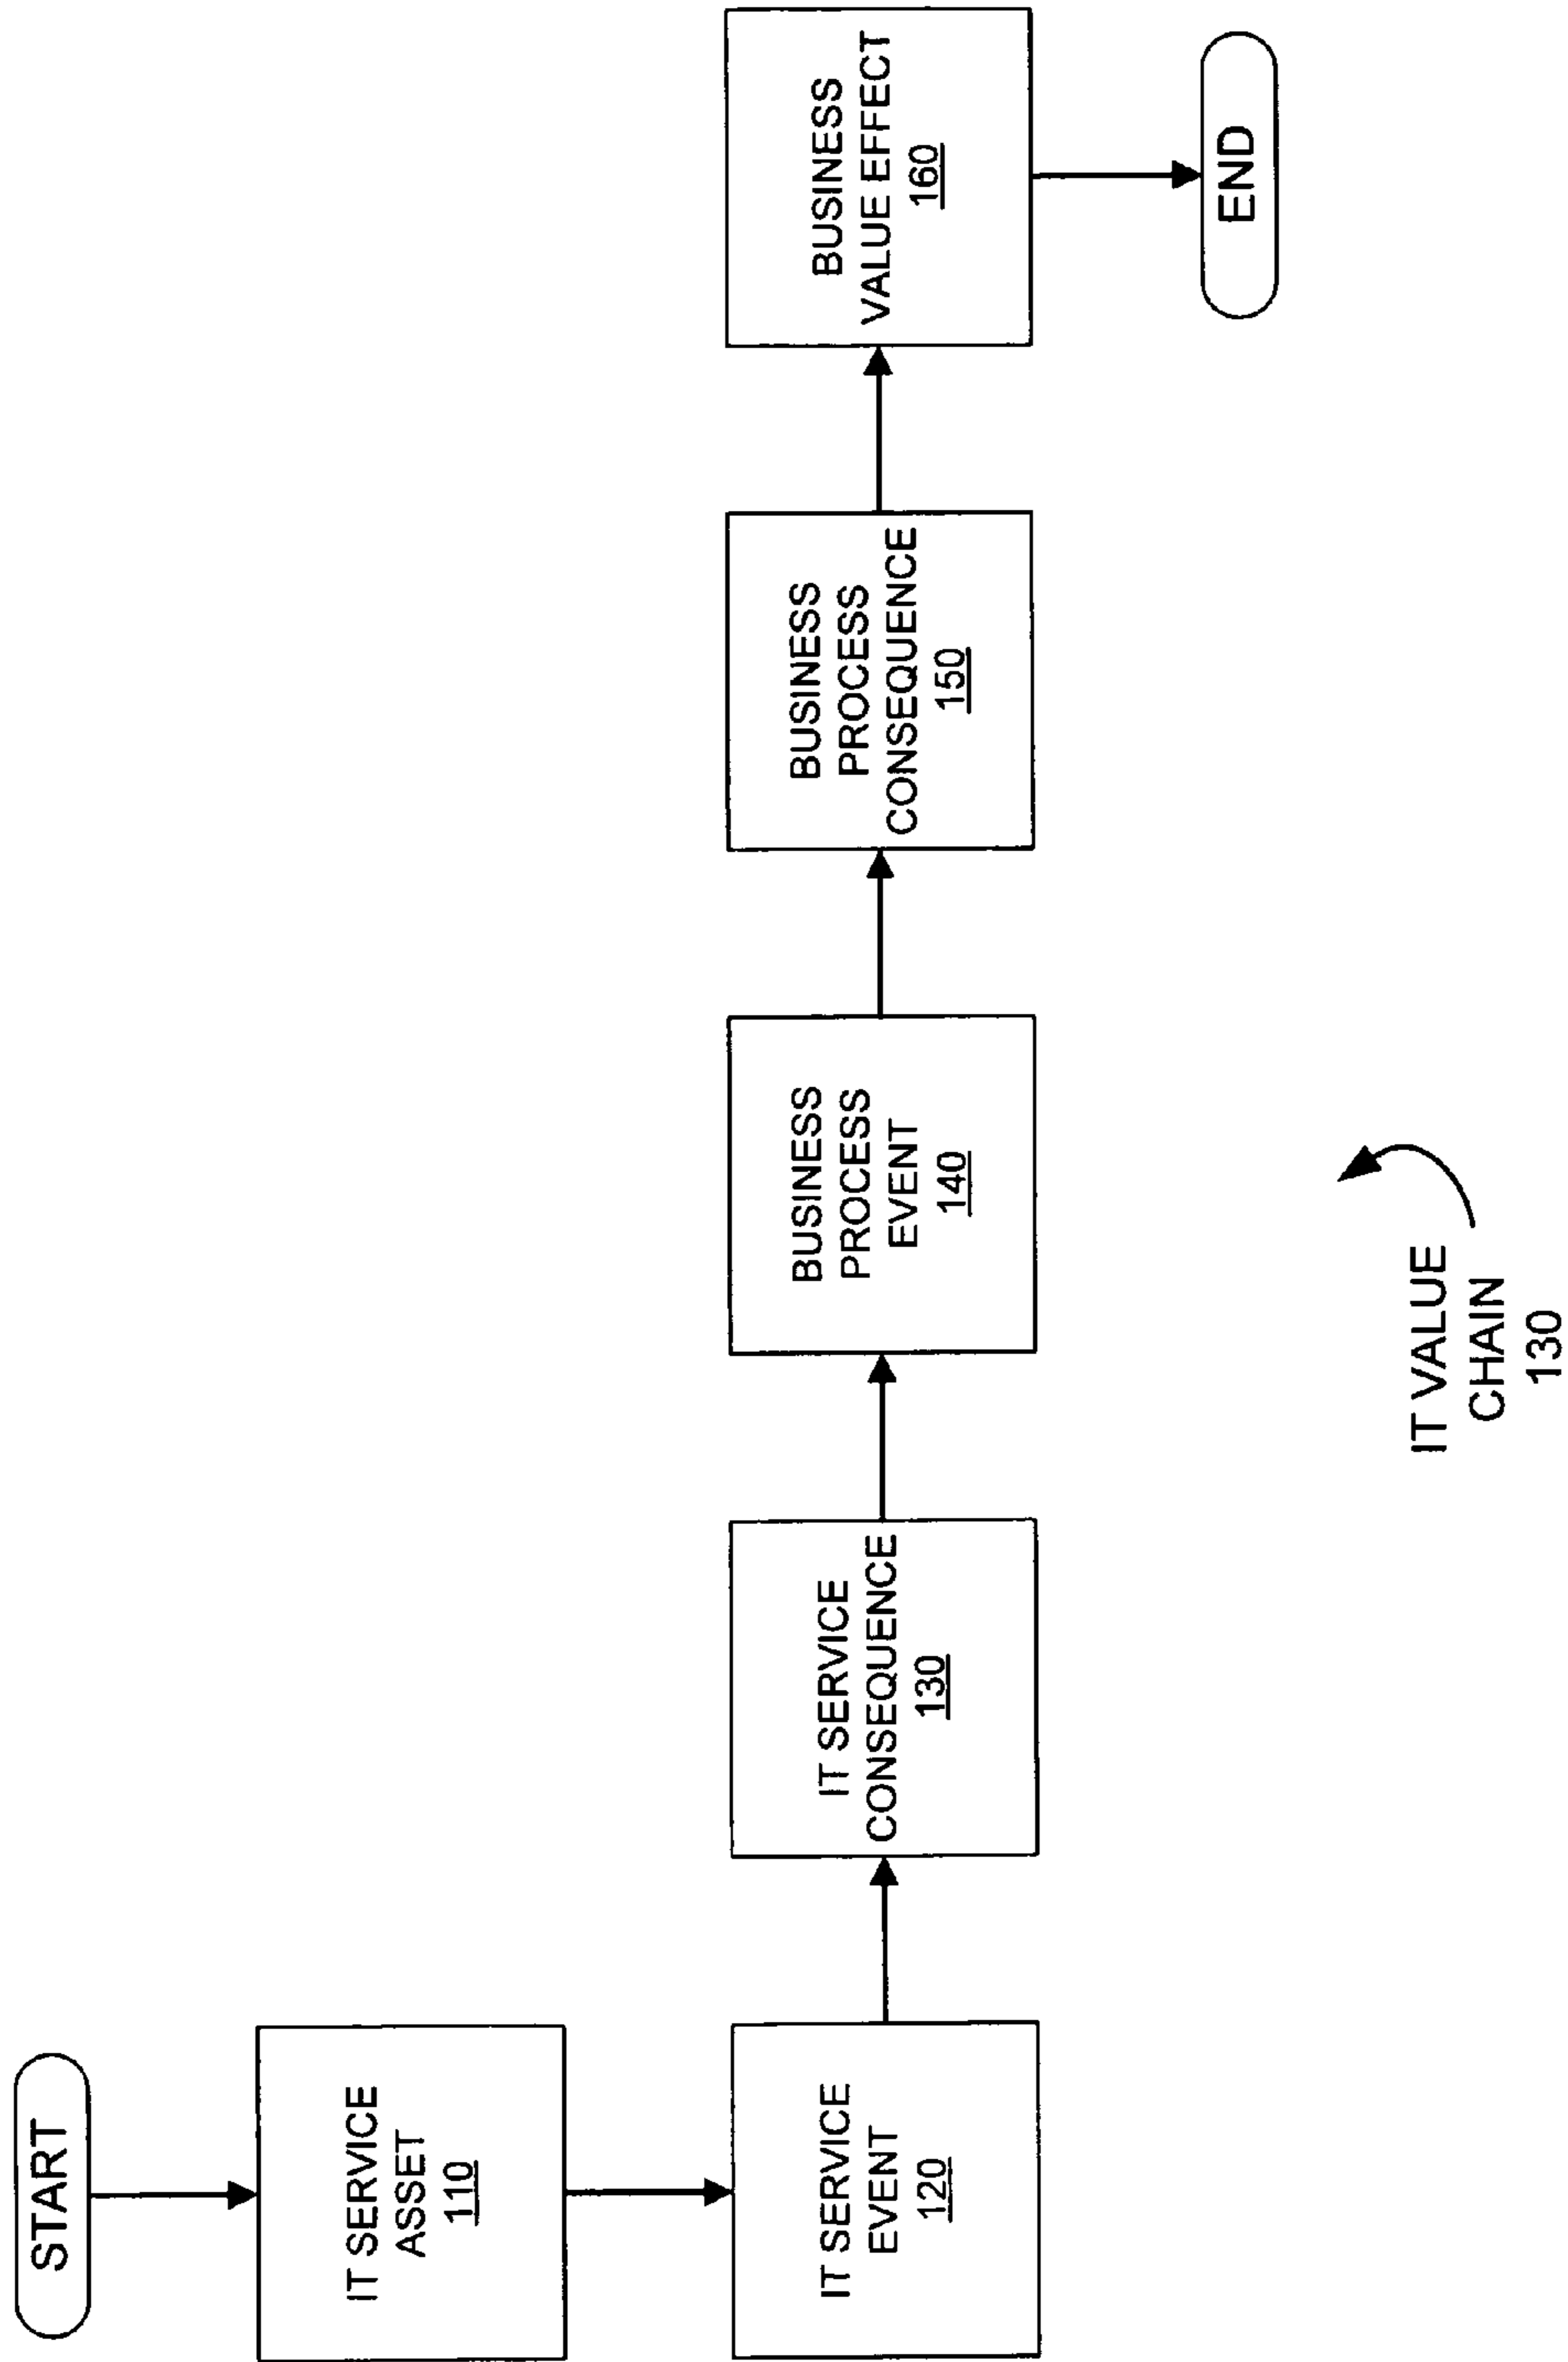 START
IT SERVICE
ASSET
110
IT SERVICE
EVENT
120
IT SERVICE
CONSEQUENCE
130
BUSINESS
PROCESS
EVENT
140
BUSINESS
PROCESS
CONSEQUENCE
150
BUSINESS
VALUE EFFECT
160
END
IT VALUE
CHAIN
130